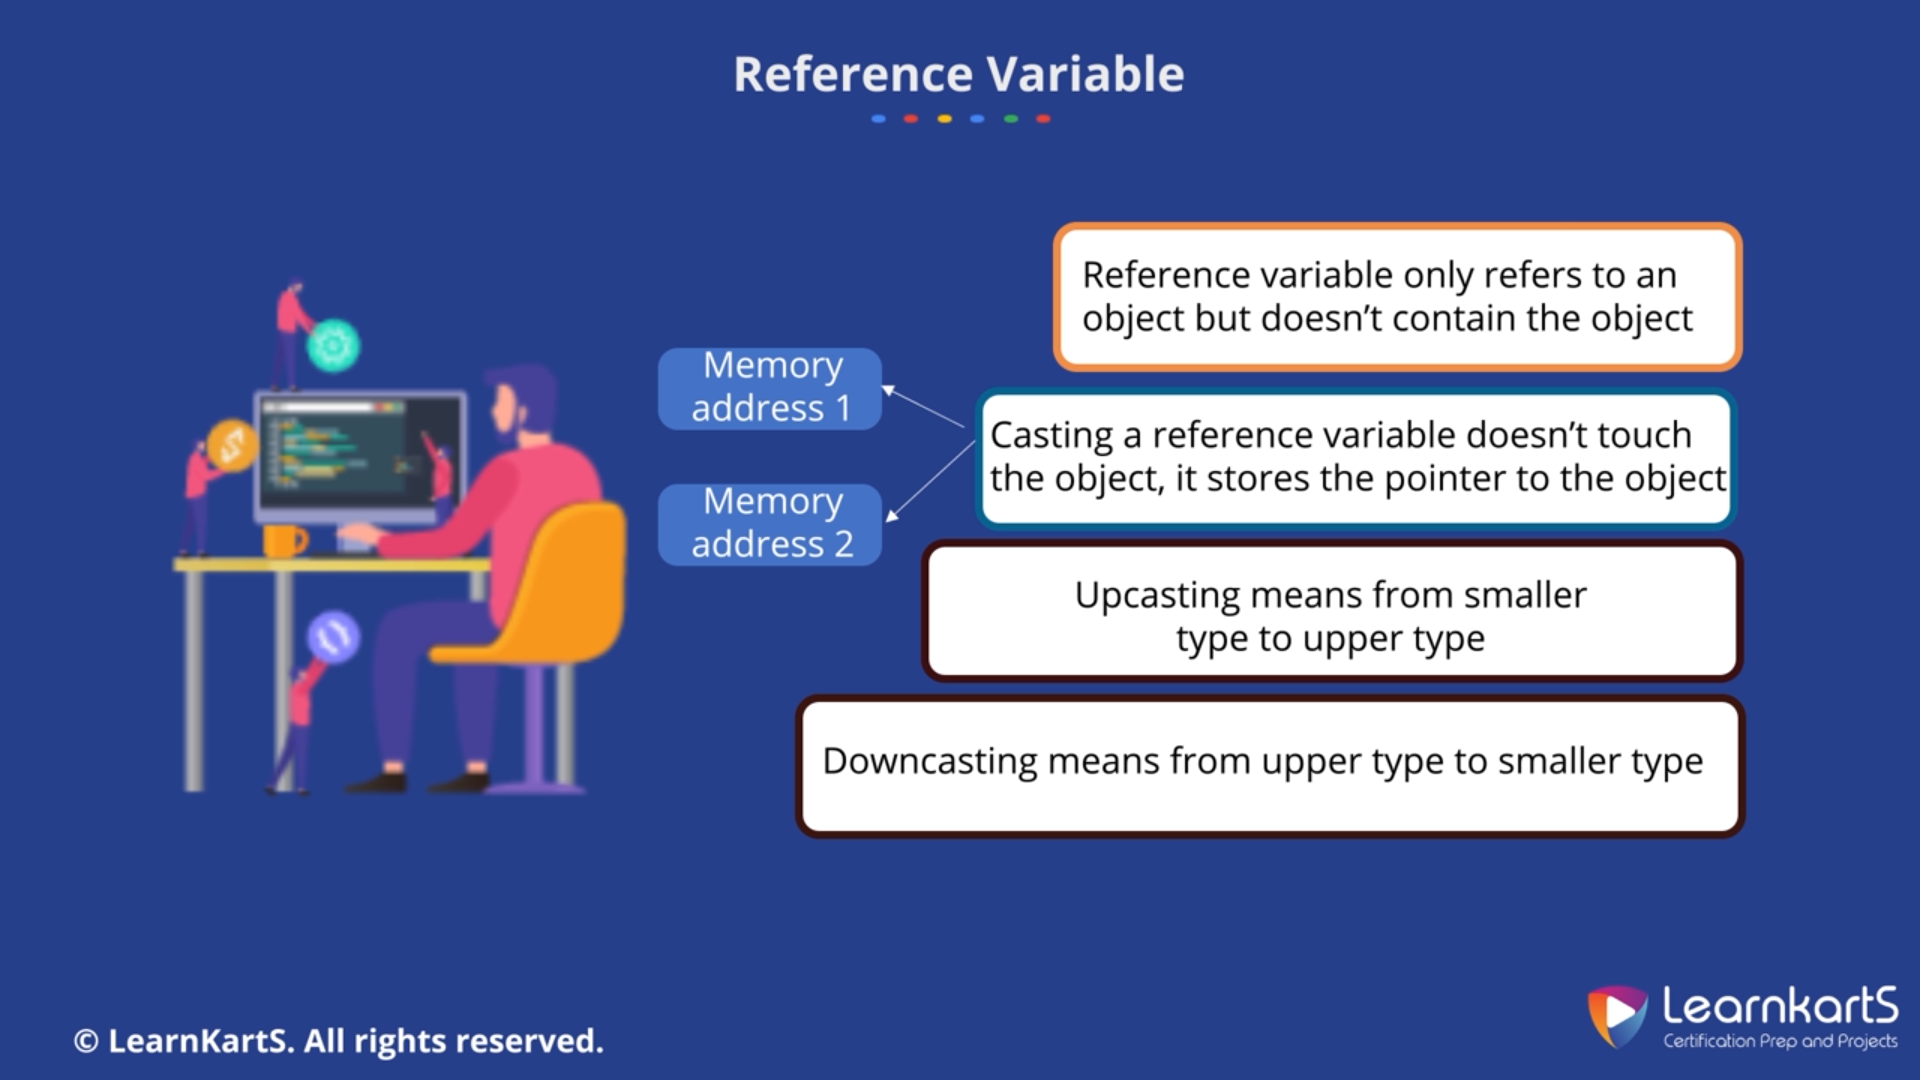 Reference Variable
Reference variable only refers to an
object but doesn’t contain the object
Memory
address 1
Casting a reference variable doesn’t touch
the object, it stores the pointer to the object
Memory
address 2
Upcasting means from smaller
type to upper type
Downcasting means from upper type to smaller type
© LearnKartS. All rights reserved.
LearnkartS
Certification Prep and Projects